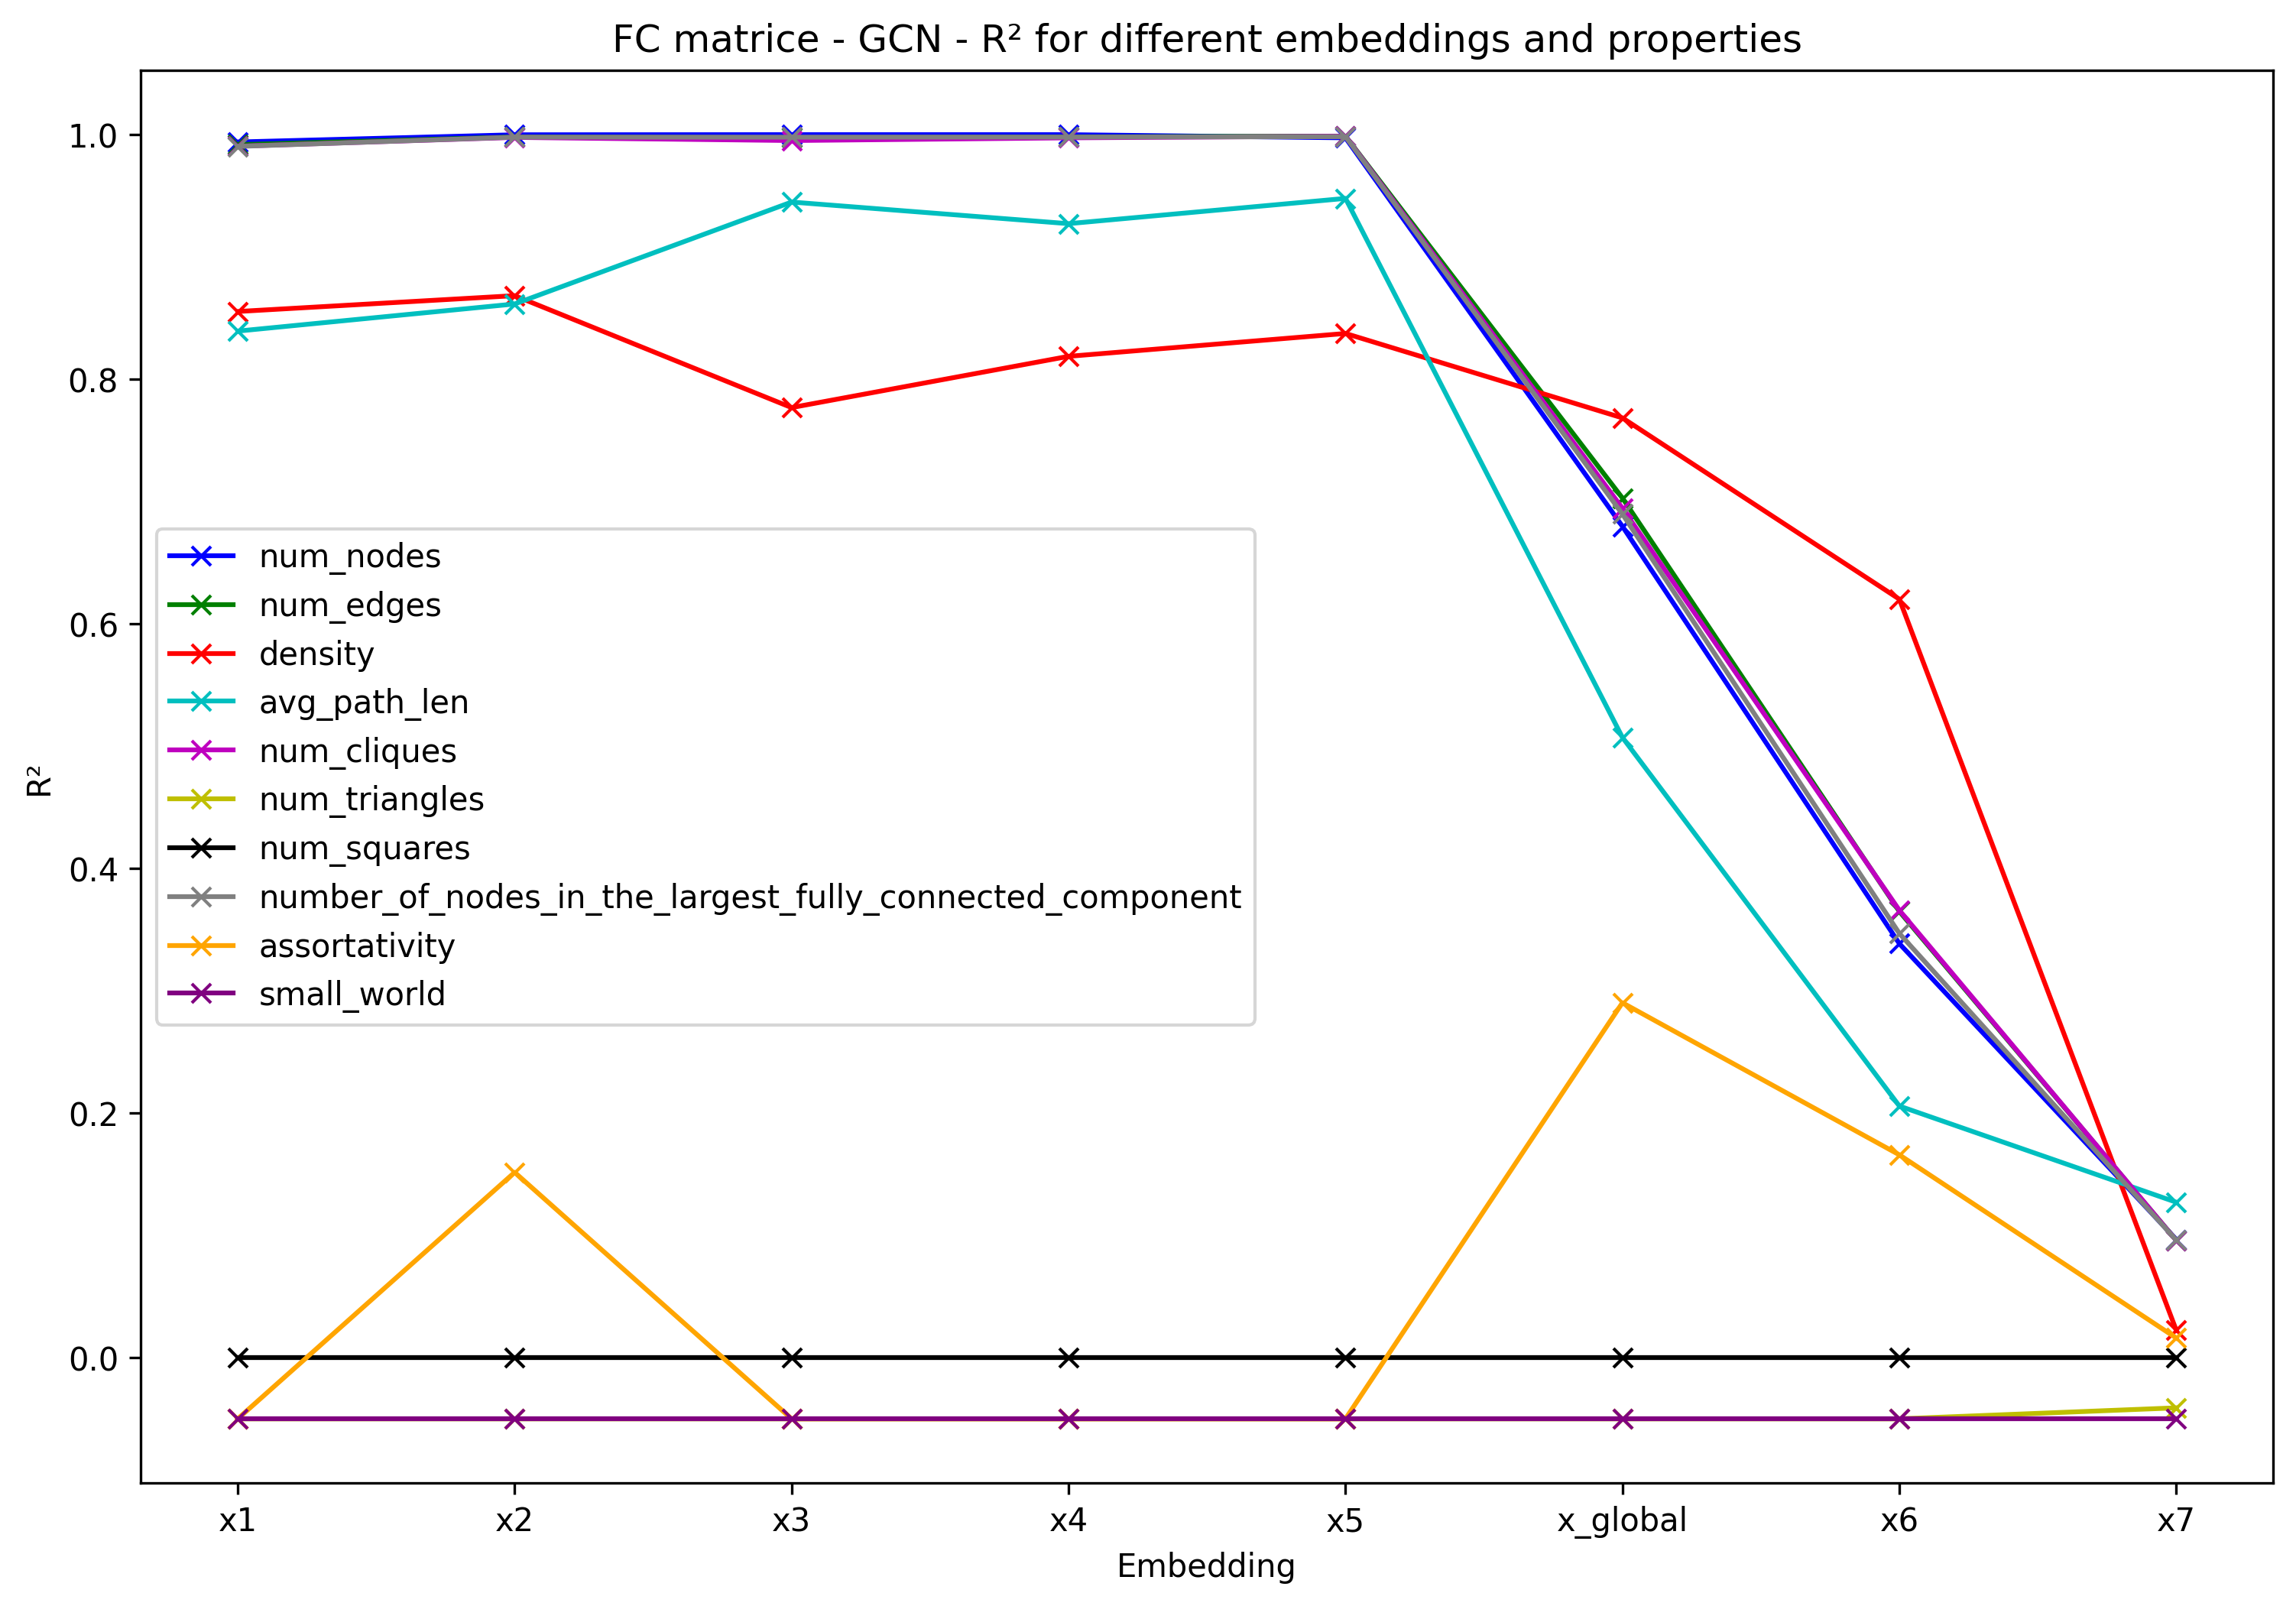 FC matrice - GCN - R² for different embeddings and properties
1.0
0.8
0.6
0.4
0.2
0.0
R²
num_nodes
num_edges
density
avg_path_len
num_cliques
num_triangles
num_squares
number_of_nodes_in_the_largest_fully_connected_component
assortativity
small_world
x1 x2 x3 x4 x5 x_global x6 x7
Embedding